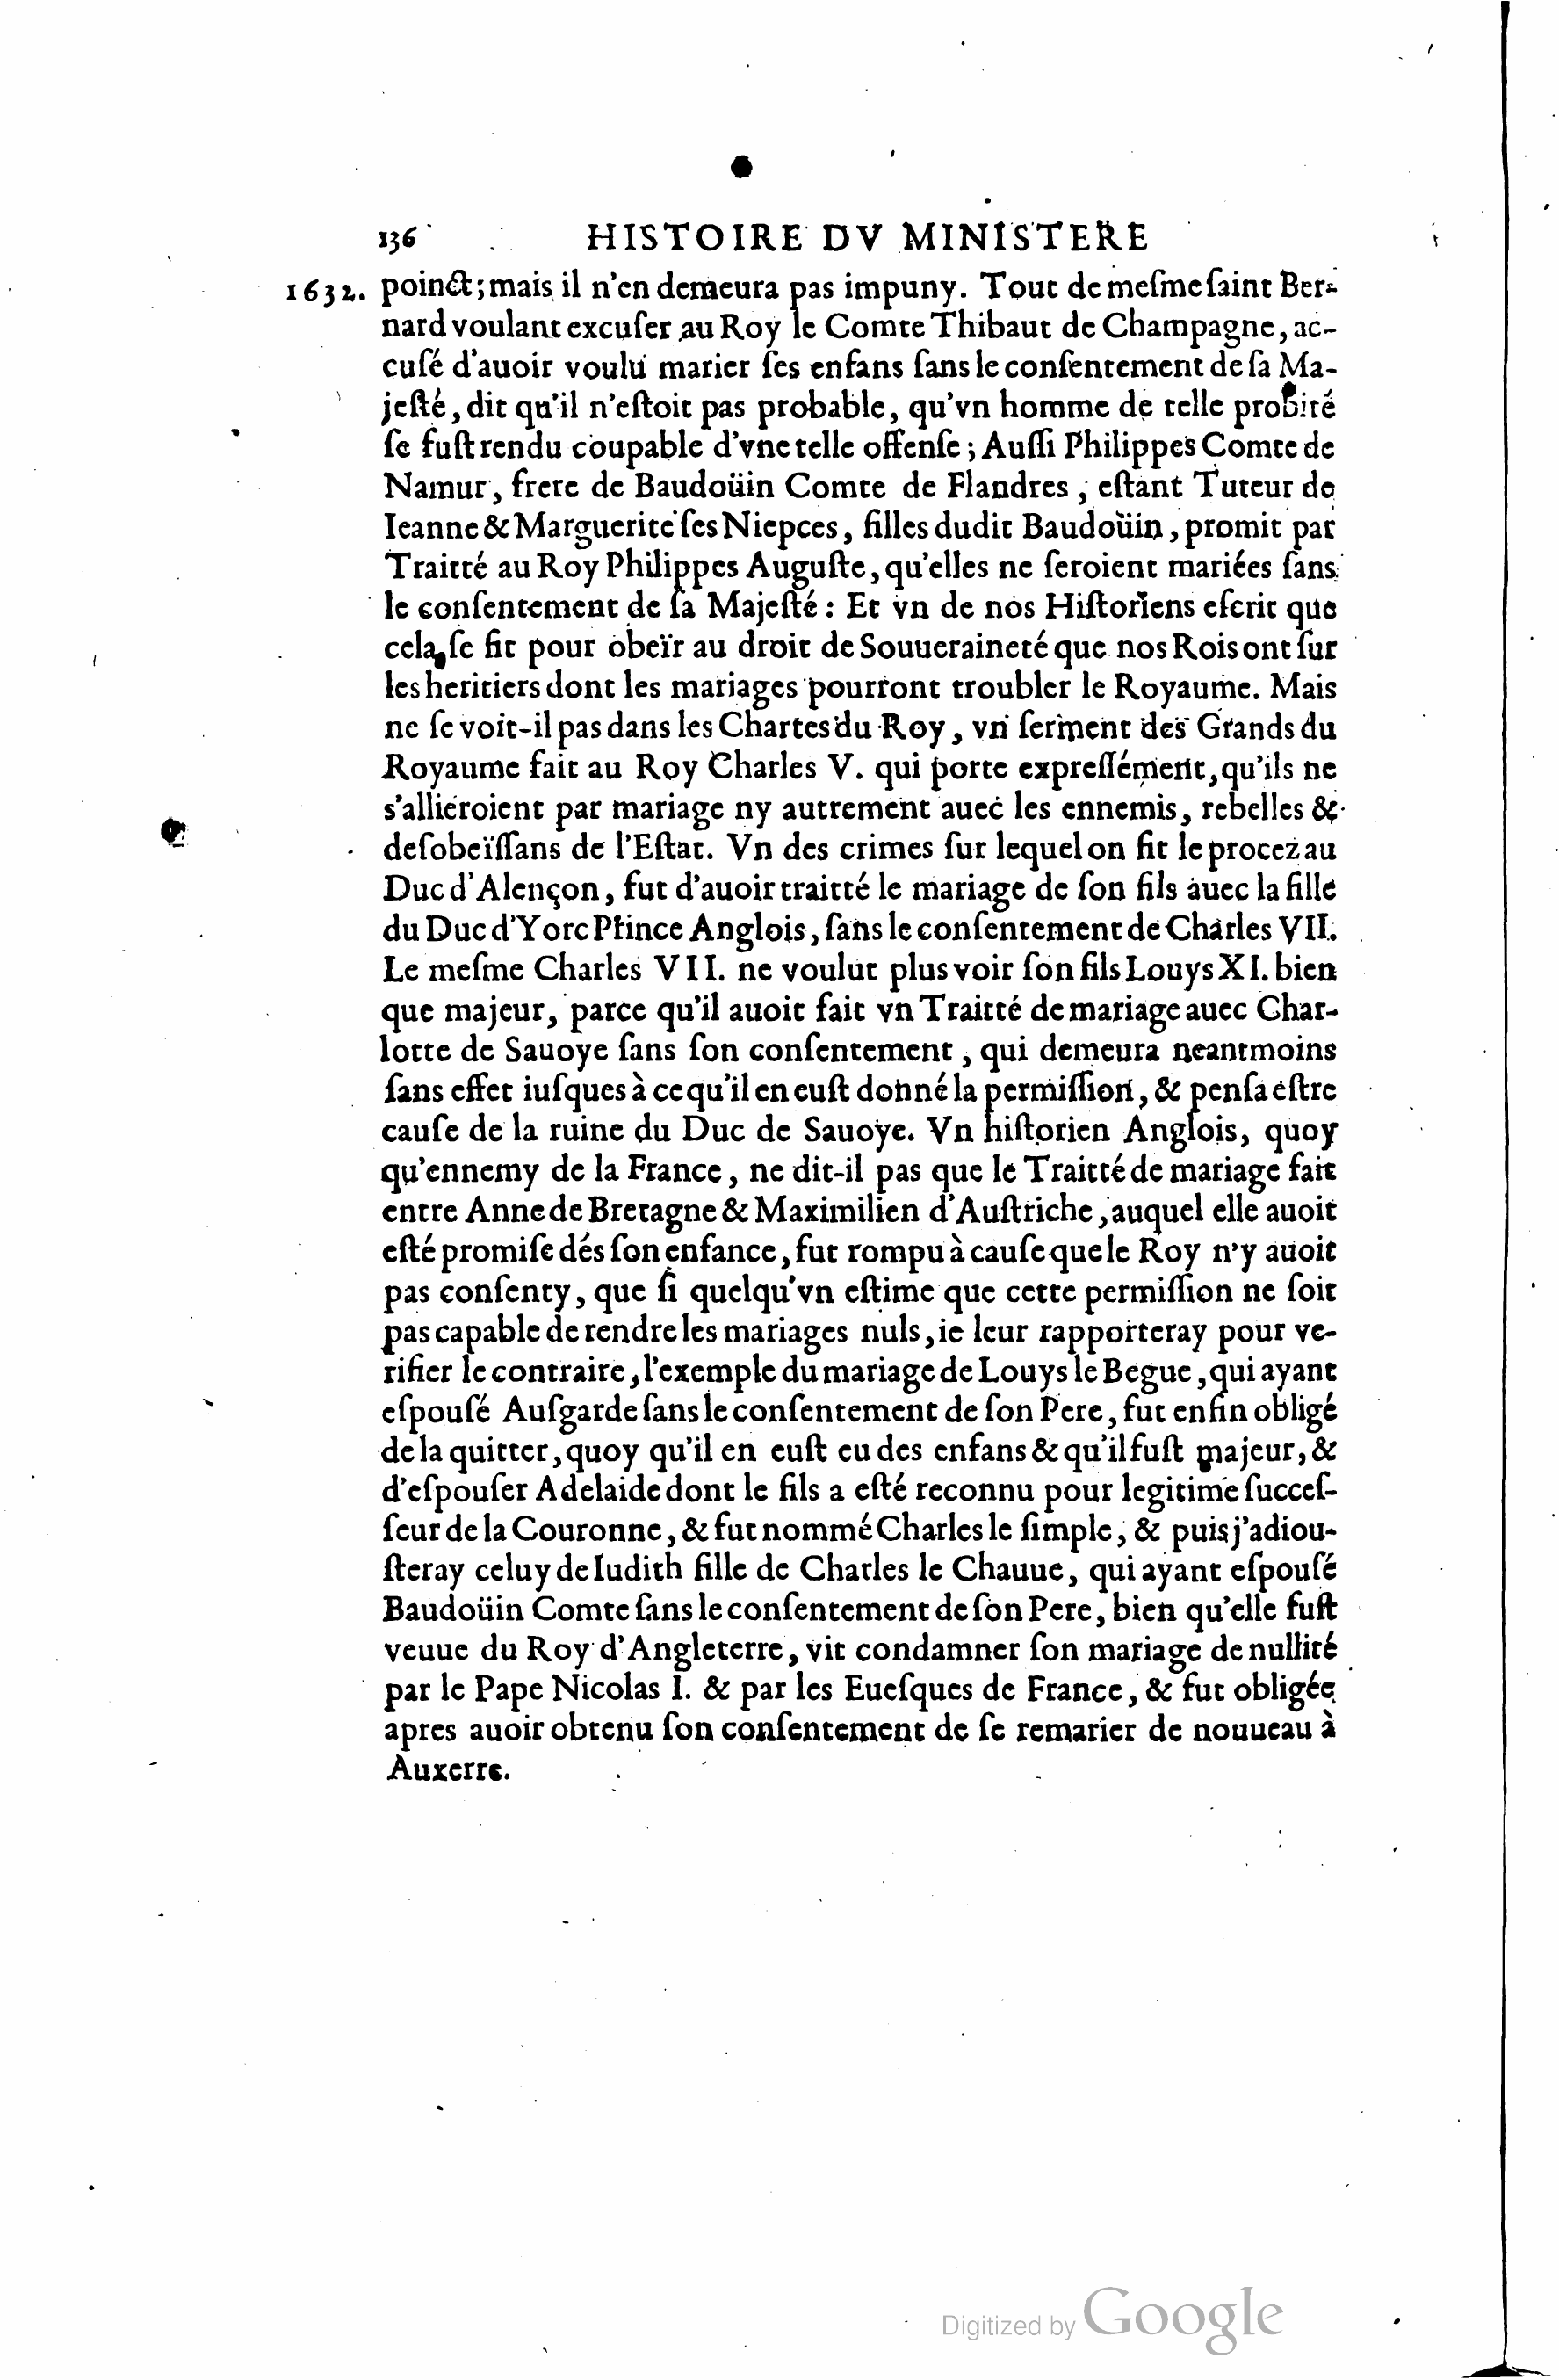 136 HISTOIRE DV MINISTERE
1632. poinct; mais il n'en demeura pas impuny. Tout de meſme ſaint Ber-
nard voulant excuſer au Roy le Comte Thibaut de Champagne, ac-
cuſé d'auoir voulu marier ſes enfans ſans le conſentement de ſa Ma-
jeſté, dit qu'il n'eſtoit pas probable, qu'vn homme de telle probité
ſe fuſt rendu coupable d'vne telle offenſe; Auſſi Philippes Comte de
Namur, frere de Baudoüin Comte de Flandres, eſtant Tuteur de
Ieanne & Marguerite ſes Niepces, filles dudit Baudoüin, promit par
Traitté au Roy Philippes Auguſte, qu'elles ne ſeroient mariées ſans
le conſentement de ſa Majeſté : Et vn de nos Hiſtoriens eſcrit que
cela ſe fit pour obeïr au droit de Souueraineté que nos Rois ont ſur
les heritiers dont les mariages pourront troubler le Royaume. Mais
ne ſe voit-il pas dans les Chartes du Roy, vn ſerment des Grands du
Royaume fait au Roy Charles V. qui porte expreſſément, qu'ils ne
s'allieroient par mariage ny autrement auec les ennemis, rebelles &
deſobeïſſans de l'Eſtat. Vn des crimes ſur lequel on fit le procez au
Duc d'Alençon, fut d'auoir traitté le mariage de ſon fils auec la fille
du Duc d'Yorc Prince Anglois, ſans le conſentement de Charles VII.
Le meſme Charles VII. ne voulut plus voir ſon fils Louys XI. bien
que majeur, parce qu'il auoit fait vn Traitté de mariage auec Char-
lotte de Sauoye ſans ſon conſentement, qui demeura neantmoins
ſans effet iuſques à ce qu'il en euſt donné la permiſſion, & penſa eſtre
cauſe de la ruine du Duc de Sauoye. Vn hiſtorien Anglois, quoy
qu'ennemy de la France, ne dit-il pas que le Traitté de mariage fait
entre Anne de Bretagne & Maximilien d'Auſtriche, auquel elle auoit
eſté promiſe dés ſon enfance, fut rompu à cauſe que le Roy n'y auoit
pas conſenty, que ſi quelqu'vn eſtime que cette permiſſion ne ſoit
pas capable de rendre les mariages nuls, ie leur rapporteray pour ve-
rifier le contraire, l'exemple du mariage de Louys le Begue, qui ayant
eſpouſé Auſgarde ſans le conſentement de ſon Pere, fut enfin obligé
de la quitter, quoy qu'il en euſt eu des enfans & qu'il fuſt majeur, &
d'eſpouſer Adelaide dont le fils a eſté reconnu pour legitime ſucceſ-
ſeur de la Couronne, & fut nommé Charles le ſimple, & puis j'adiou-
ſteray celuy de Iudith fille de Charles le Chauue, qui ayant eſpouſé
Baudoüin Comte ſans le conſentement de ſon Pere, bien qu'elle fuſt
veuue du Roy d'Angleterre, vit condamner ſon mariage de nullité
par le Pape Nicolas I. & par les Eueſques de France, & fut obligée
apres auoir obtenu ſon conſentement de ſe remarier de nouueau à
Auxerre.
Digitized by Google